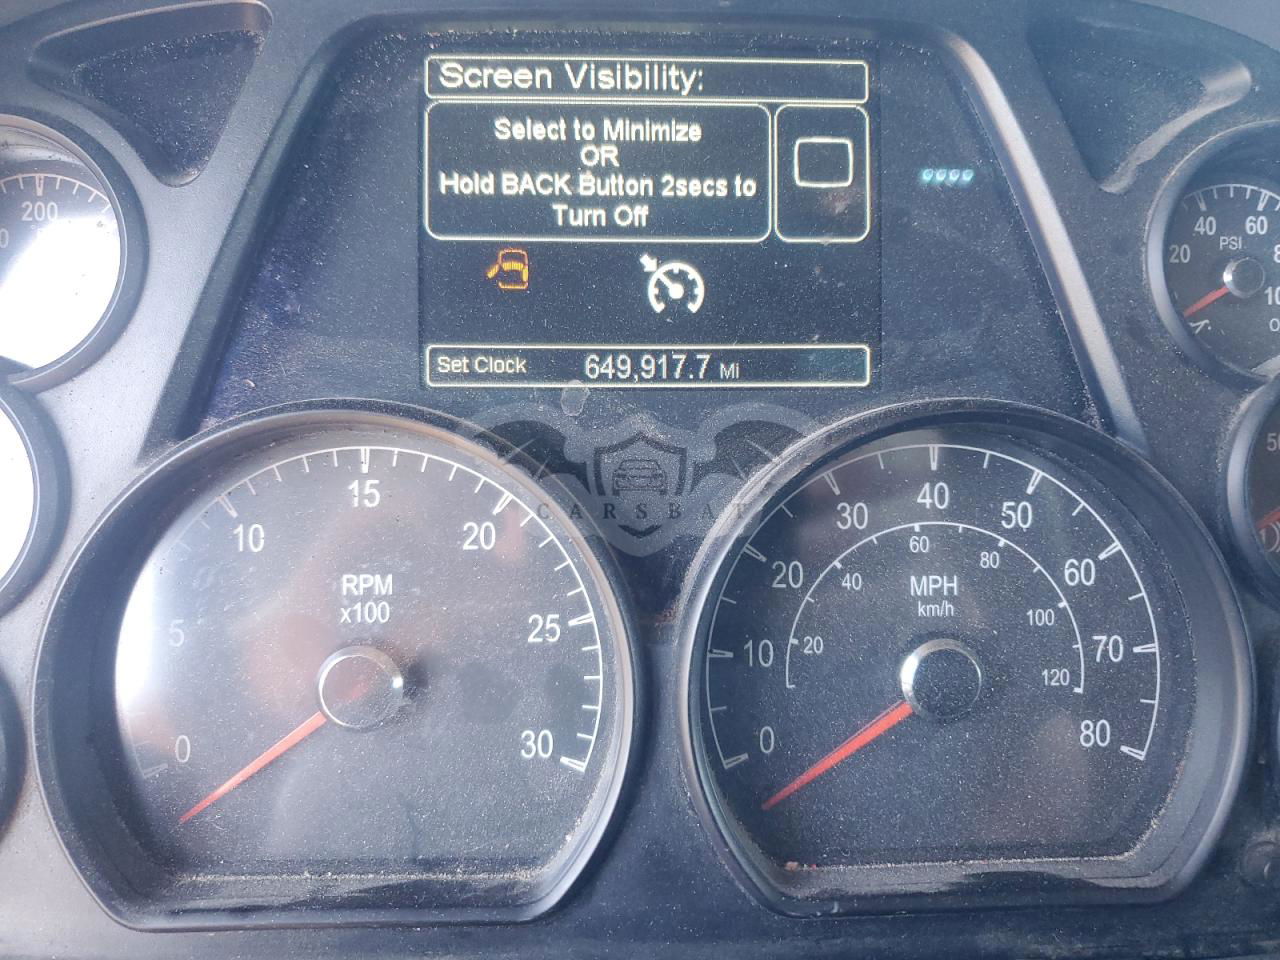 Screen Visibility:
Select to Minimize
OR
Hold BACK Button 2secs to
Turn Off
Set Clock 649,917.7 Mi
200
20 40 60
PSI
CARSBAT
0 5 10 15 20 25 30
RPM
x100
0 10 20 30 40 50 60 70 80
20 40 60 80 100 120
MPH
km/h